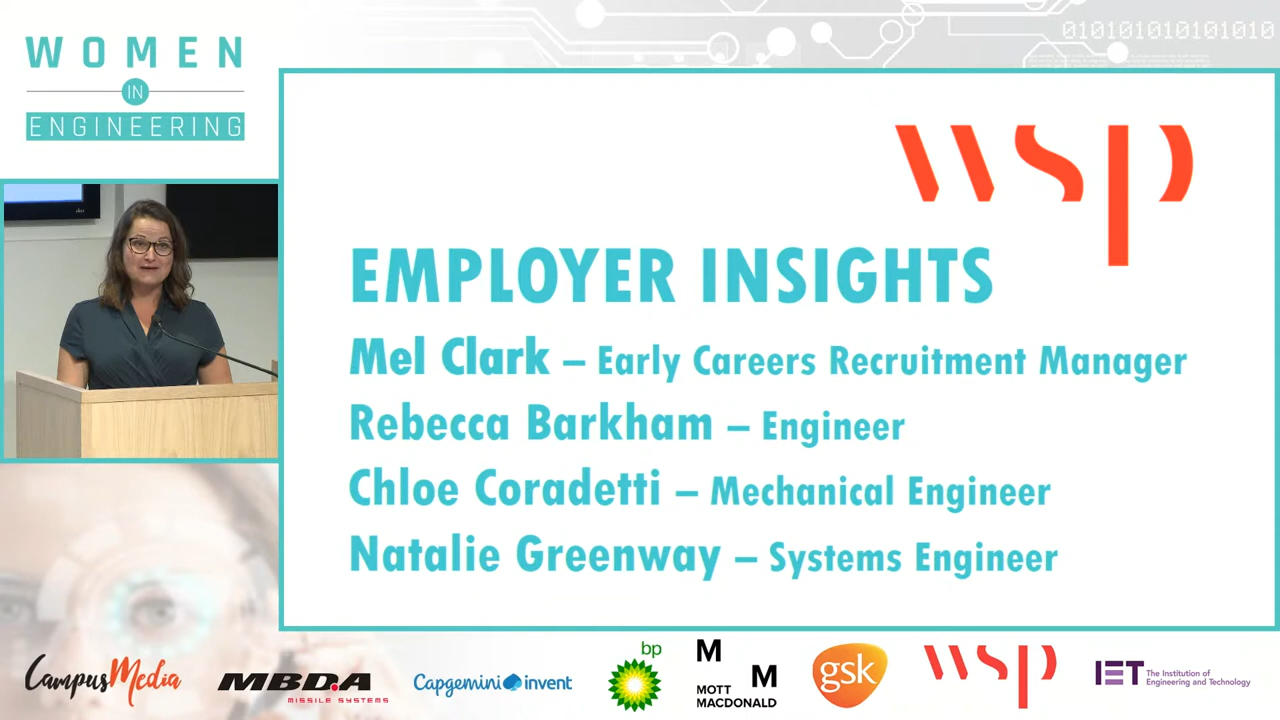 WOMEN
IN
ENGINEERING
01010101010101010
wsp
EMPLOYER INSIGHTS
Mel Clark – Early Careers Recruitment Manager
Rebecca Barkham – Engineer
Chloe Coradetti – Mechanical Engineer
Natalie Greenway – Systems Engineer
CampusMedia
MBDA
MISSILE SYSTEMS
Capgemini invent
bp
M
M
MOTT
MACDONALD
gsk
wsp
IET The Institution of
Engineering and Technology